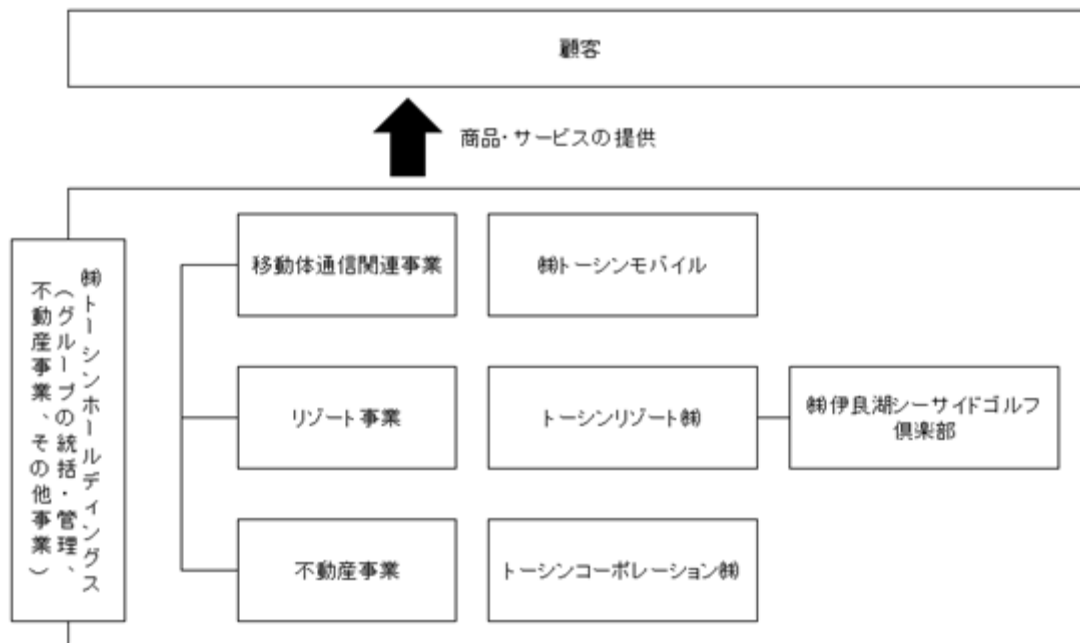 顧客
商品・サービスの提供
㈱トーシンホールディングス
（グループの統括・管理、
不動産事業、その他事業）
移動体通信関連事業
㈱トーシンモバイル
リゾート事業
トーシンリゾート㈱
㈱伊良湖シーサイドゴルフ
倶楽部
不動産事業
トーシンコーポレーション㈱